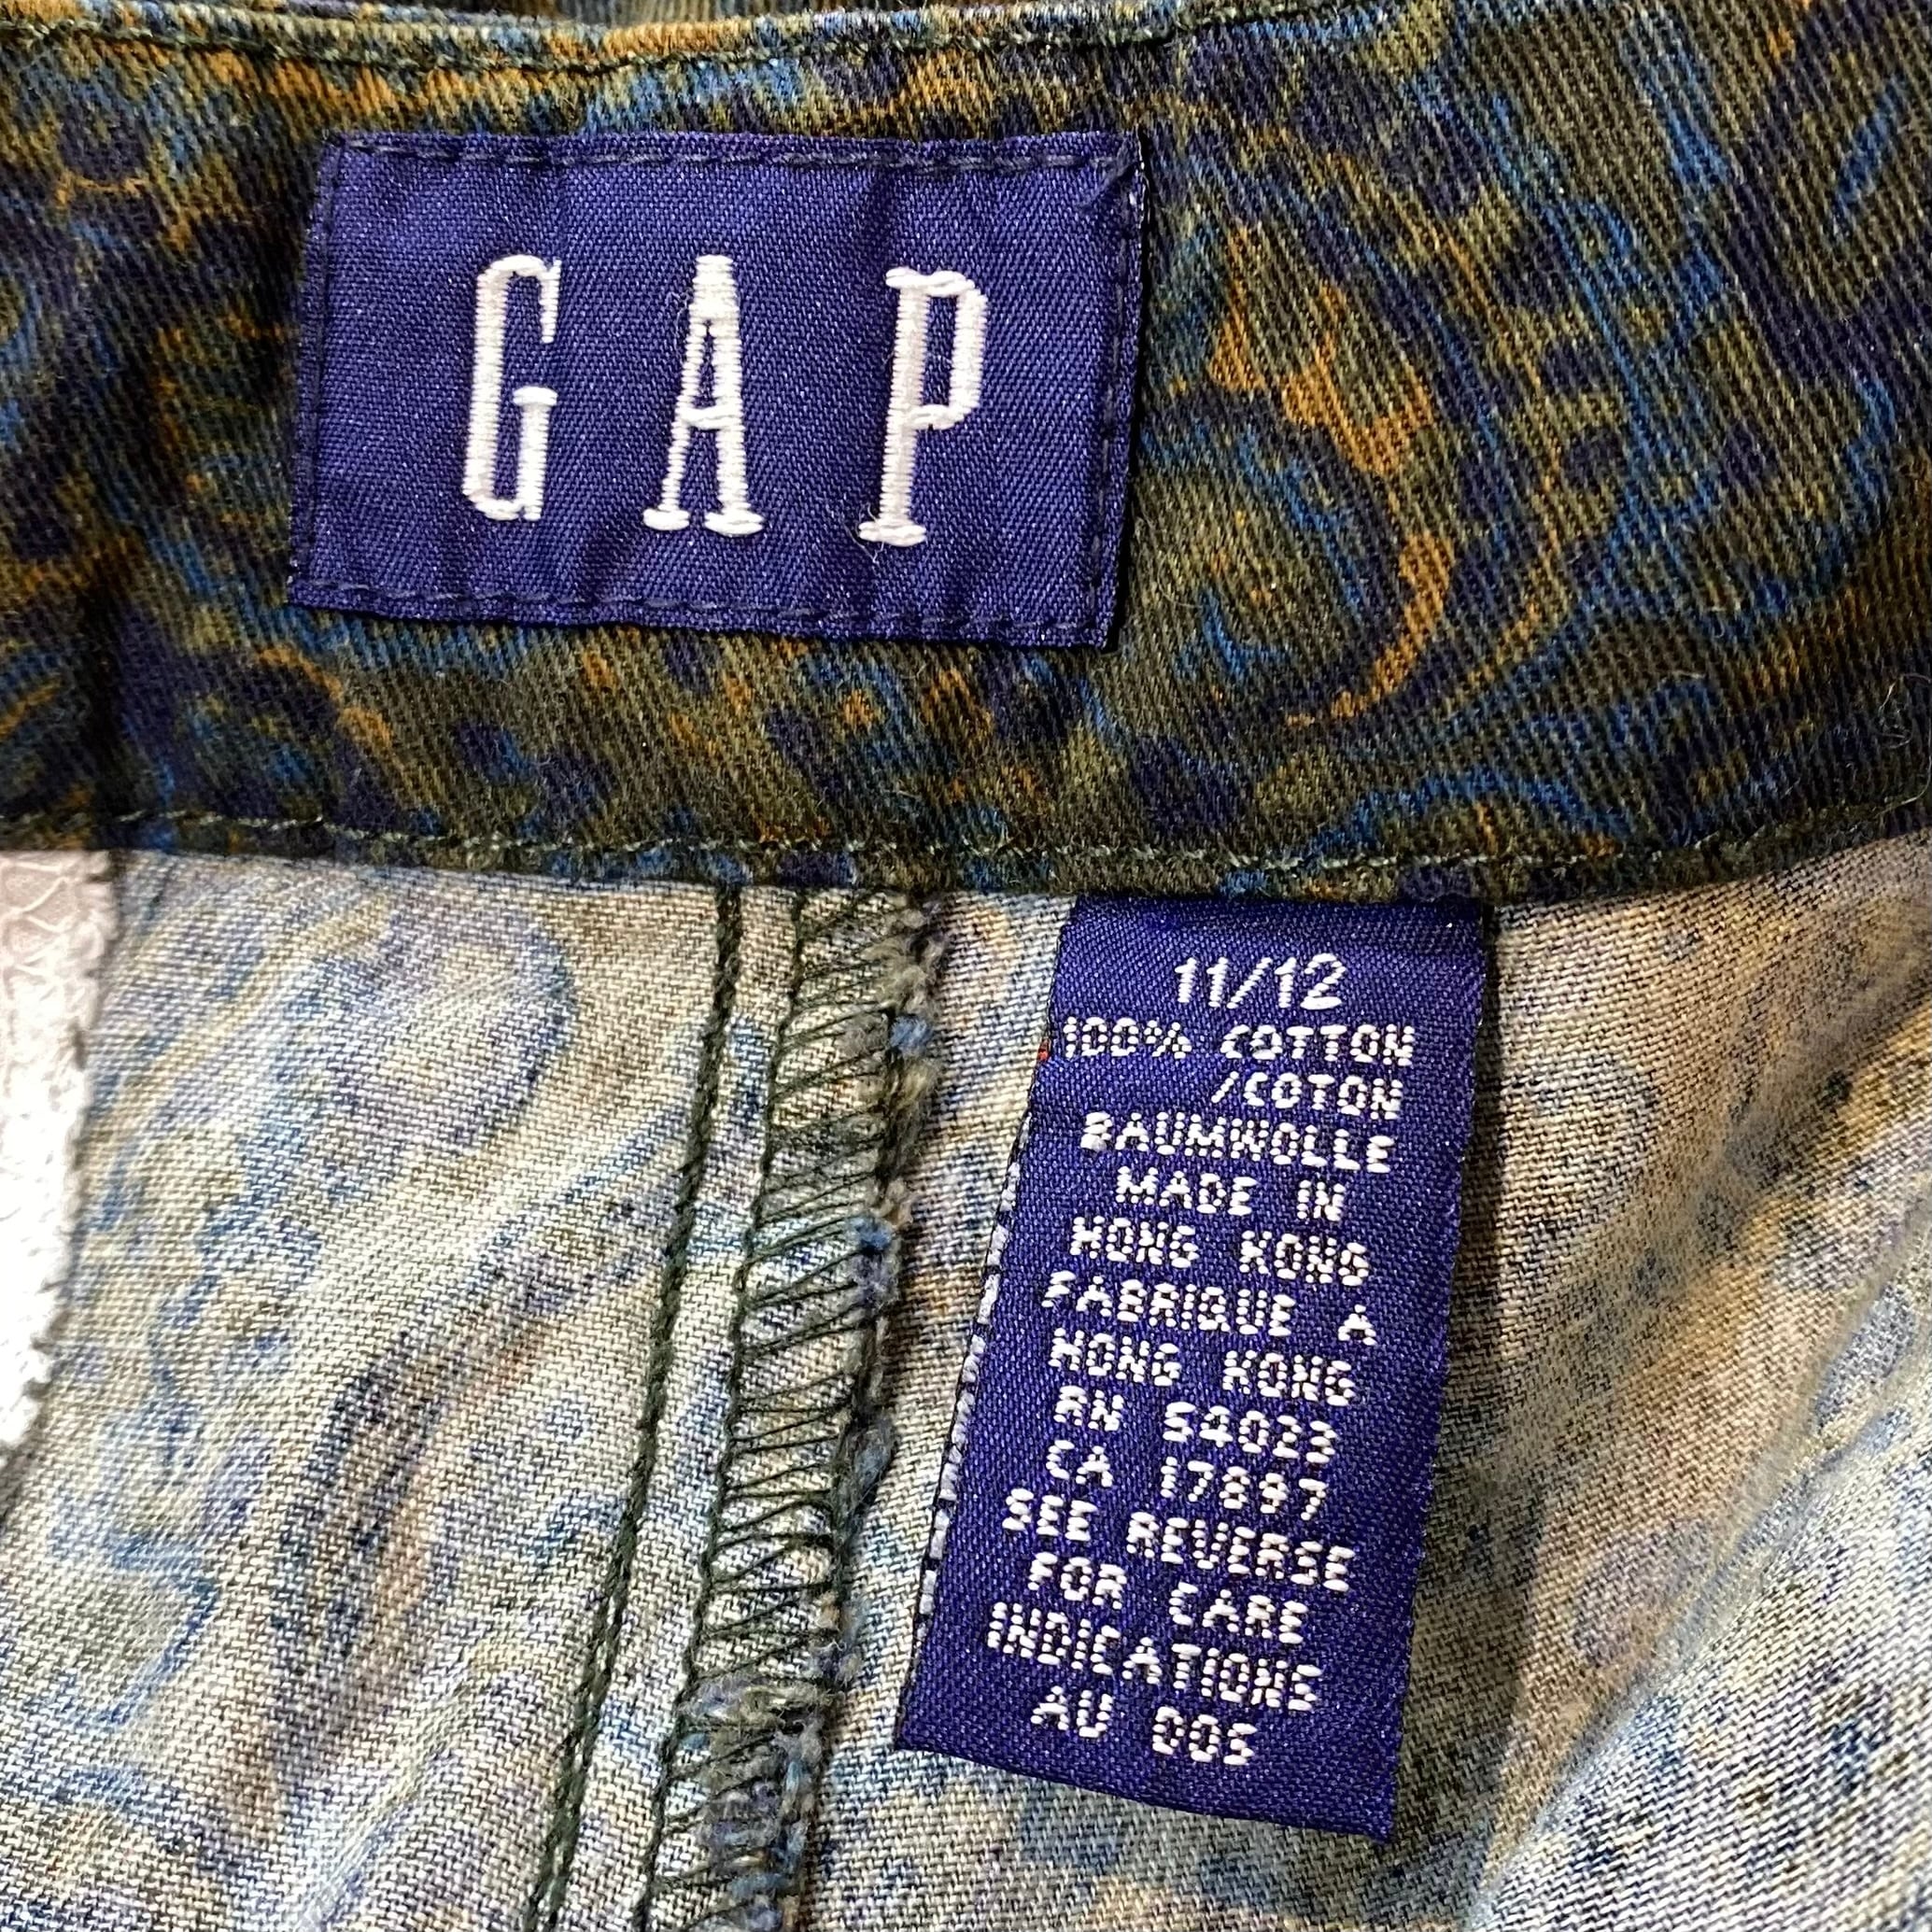 GAP
11/12
100% COTTON
/COTON
BAUMWOLLE
MADE IN
HONG KONG
FABRIQUE A
HONG KONG
RN 54023
CA 17897
SEE REVERSE
FOR CARE
INDICATIONS
AU 005